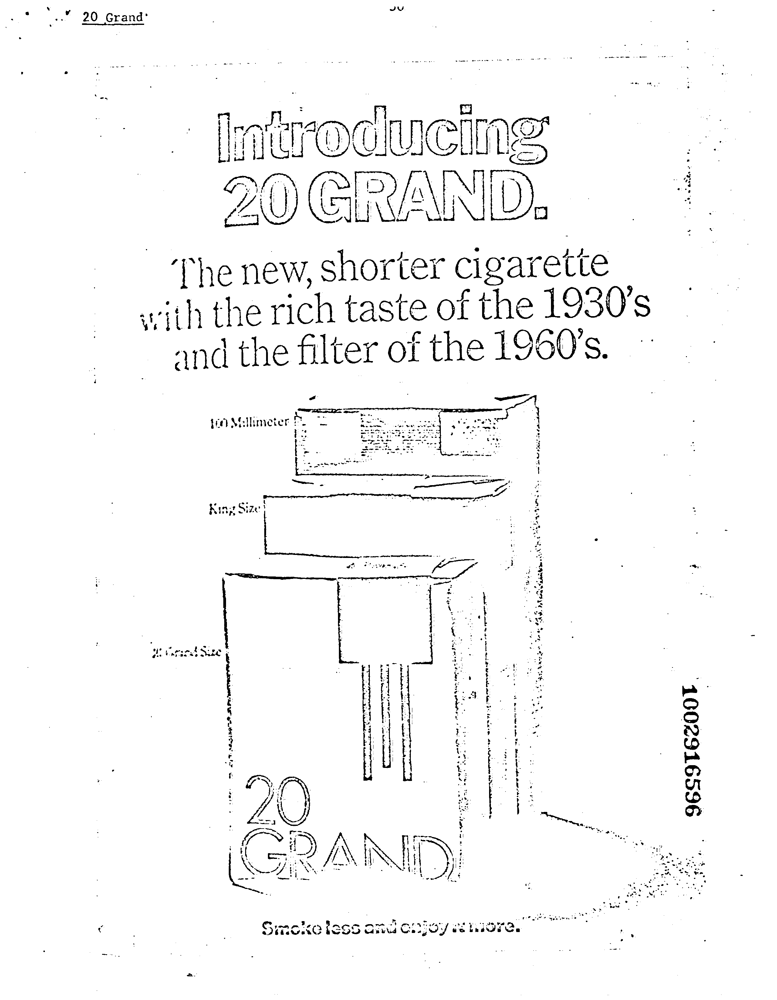 20 Grand
Introducing
20 GRAND.
The new, shorter cigarette
with the rich taste of the 1930's
and the filter of the 1960's.
100 Millimeter
King Size
20 Grand Size
20
GRAND
Smoke less and enjoy it more.
1002916596